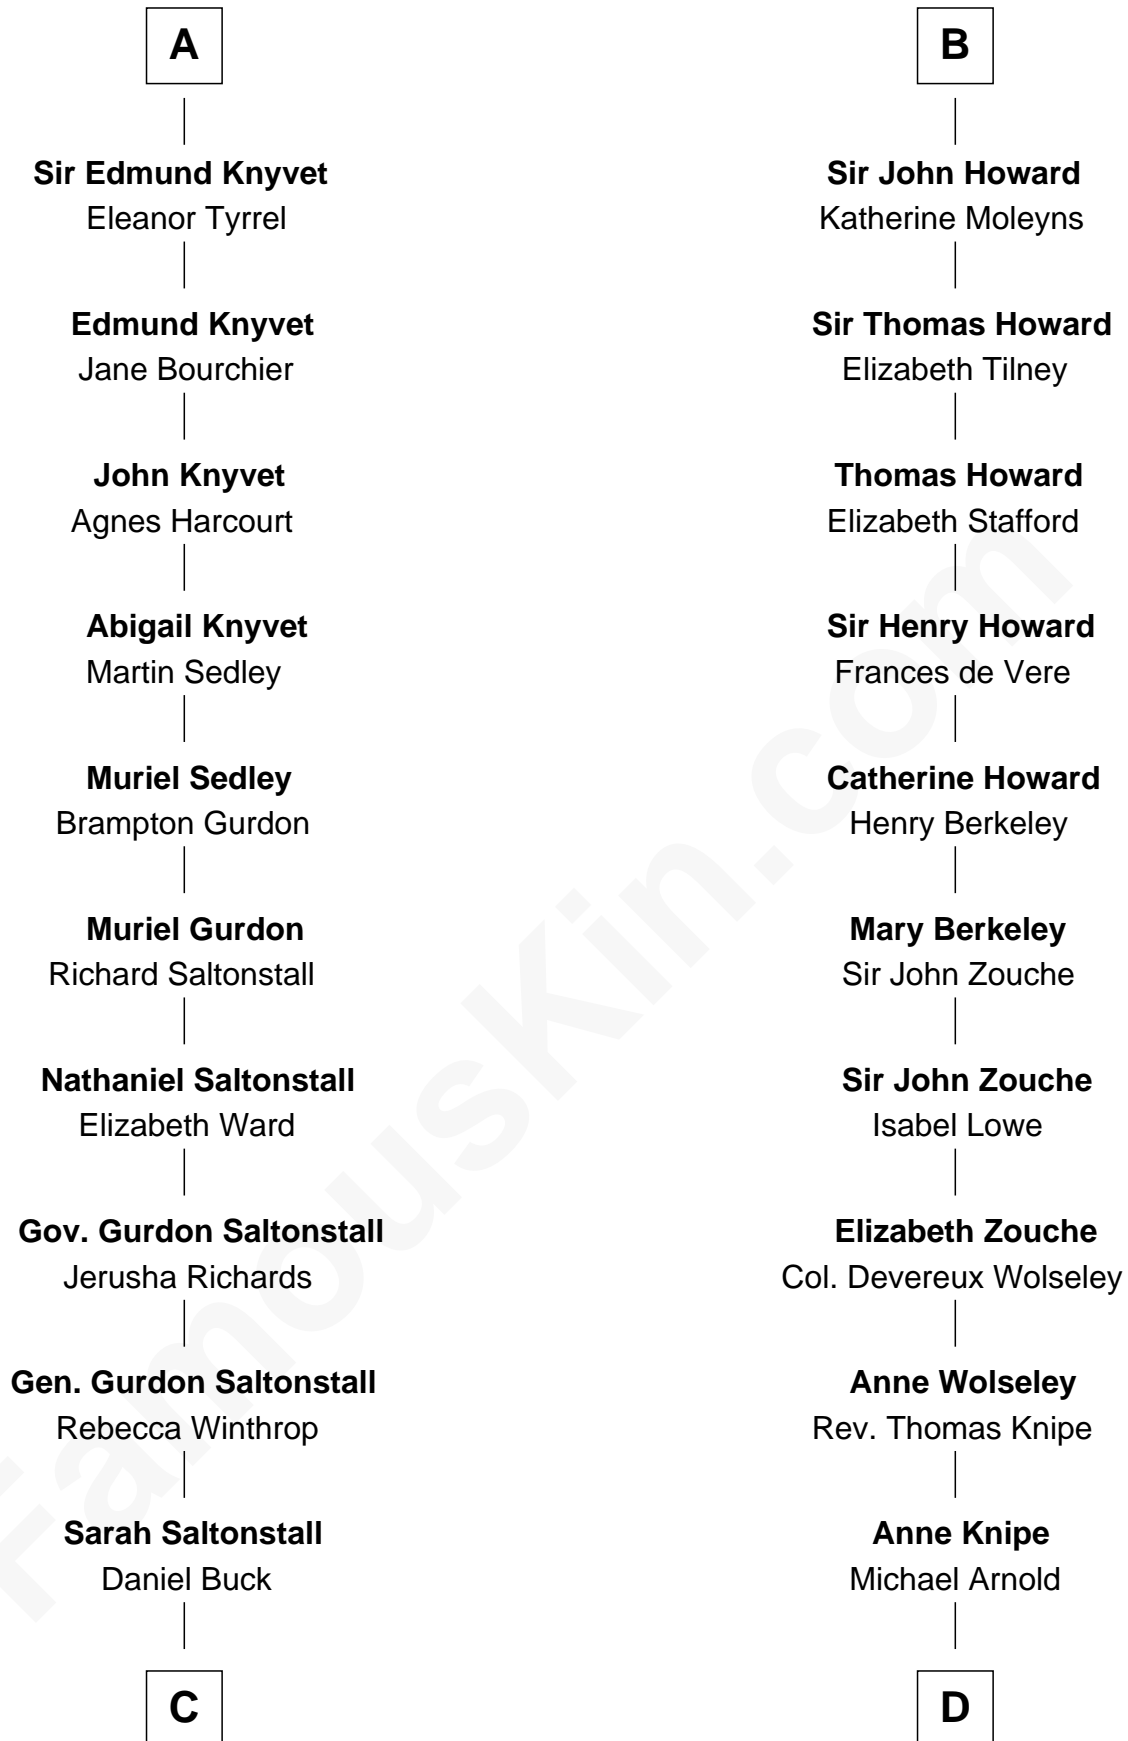 A
Sir Edmund Knyvet
Eleanor Tyrrel
Edmund Knyvet
Jane Bourchier
John Knyvet
Agnes Harcourt
Abigail Knyvet
Martin Sedley
Muriel Sedley
Brampton Gurdon
Muriel Gurdon
Richard Saltonstall
Nathaniel Saltonstall
Elizabeth Ward
Gov. Gurdon Saltonstall
Jerusha Richards
Gen. Gurdon Saltonstall
Rebecca Winthrop
Sarah Saltonstall
Daniel Buck
C
B
Sir John Howard
Katherine Moleyns
Sir Thomas Howard
Elizabeth Tilney
Thomas Howard
Elizabeth Stafford
Sir Henry Howard
Frances de Vere
Catherine Howard
Henry Berkeley
Mary Berkeley
Sir John Zouche
Sir John Zouche
Isabel Lowe
Elizabeth Zouche
Col. Devereux Wolseley
Anne Wolseley
Rev. Thomas Knipe
Anne Knipe
Michael Arnold
D
FamousKin.com